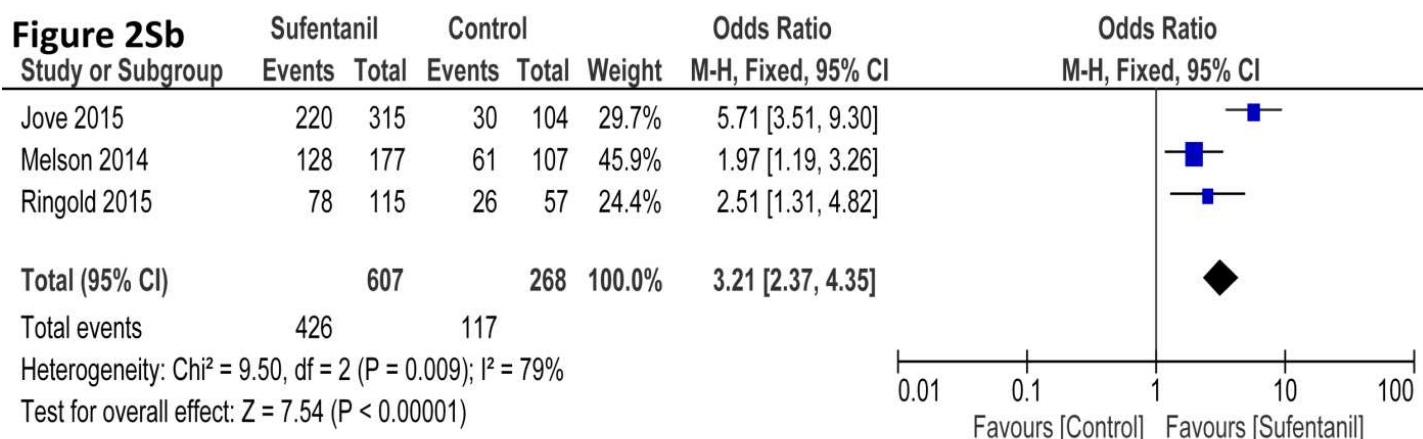 Figure 2Sb Sufentanil Control Odds Ratio Odds Ratio
Study or Subgroup Events Total Events Total Weight M-H, Fixed, 95% CI M-H, Fixed, 95% CI
Jove 2015 220 315 30 104 29.7% 5.71 [3.51, 9.30]
Melson 2014 128 177 61 107 45.9% 1.97 [1.19, 3.26]
Ringold 2015 78 115 26 57 24.4% 2.51 [1.31, 4.82]
Total (95% CI) 607 268 100.0% 3.21 [2.37, 4.35]
Total events 426 117
Heterogeneity: Chi² = 9.50, df = 2 (P = 0.009); I² = 79%
Test for overall effect: Z = 7.54 (P < 0.00001)
0.01 0.1 1 10 100
Favours [Control] Favours [Sufentanil]